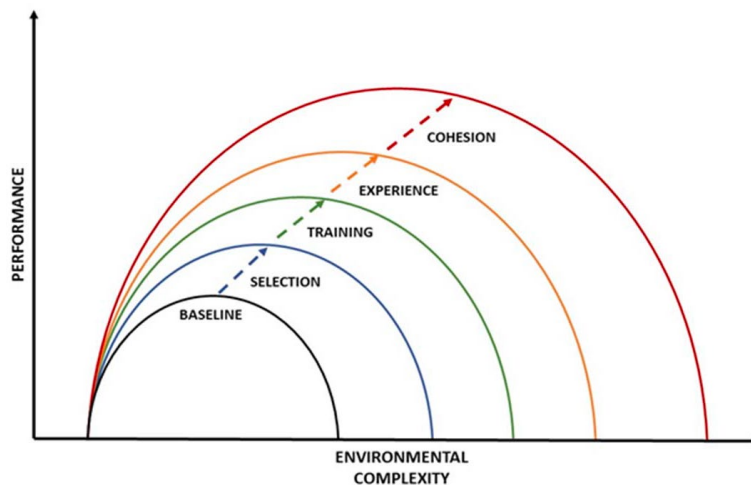 PERFORMANCE
COHESION
EXPERIENCE
TRAINING
SELECTION
BASELINE
ENVIRONMENTAL
COMPLEXITY